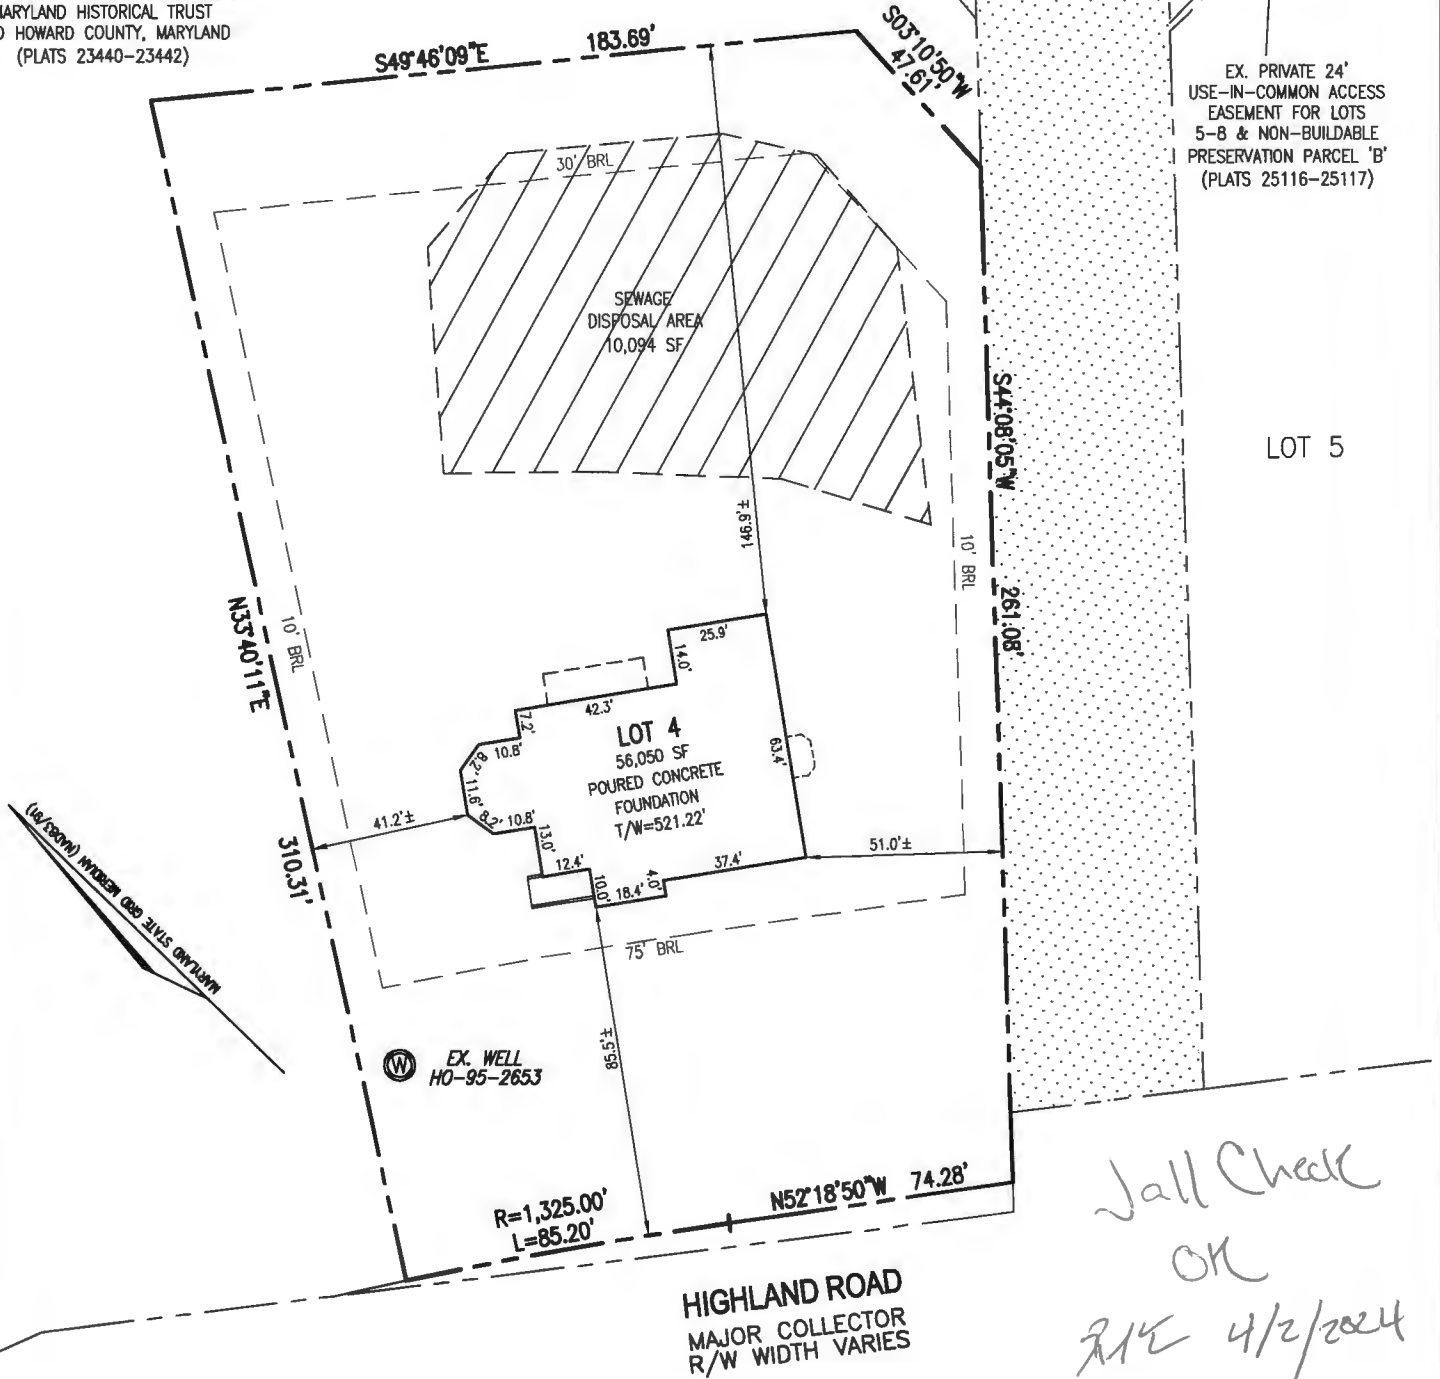 MARYLAND HISTORICAL TRUST
HOWARD COUNTY, MARYLAND
(PLATS 23440-23442)
S49°46'09"E 183.69'
S03°10'50"W
47.61'
EX. PRIVATE 24'
USE-IN-COMMON ACCESS
EASEMENT FOR LOTS
5-8 & NON-BUILDABLE
PRESERVATION PARCEL 'B'
(PLATS 25116-25117)
30' BRL
SEWAGE
DISPOSAL AREA
10,094 SF
S44°08'05"W 261.08'
LOT 5
146.9'±
10' BRL
N33°40'11"E 310.31'
10' BRL
25.9'
14.0'
42.3'
7.2'
10.8'
8.2'
11.6'
8.2'
10.8'
13.0'
12.4'
10.0'
18.4'
4.0'
37.4'
63.4'
LOT 4
56,050 SF
POURED CONCRETE
FOUNDATION
T/W=521.22'
41.2'±
51.0'±
MARYLAND STATE GRID MERIDIAN (NAD83/91)
75' BRL
85.5'±
W
EX. WELL
HO-95-2653
R=1,325.00'
L=85.20'
N52°18'50"W 74.28'
HIGHLAND ROAD
MAJOR COLLECTOR
R/W WIDTH VARIES
Wall Check
OK
4/2/2024